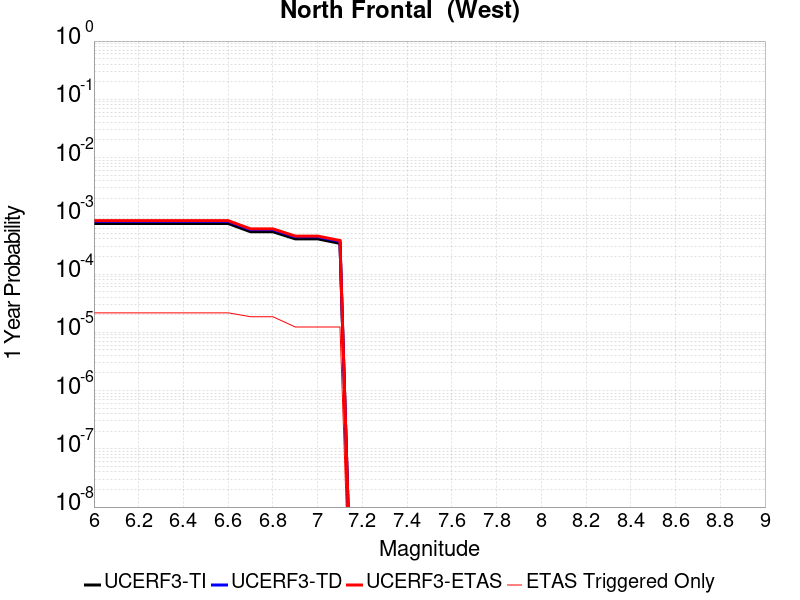 North Frontal  (West)
10^0
10^-1
10^-2
10^-3
10^-4
10^-5
10^-6
10^-7
10^-8
1 Year Probability
6 6.2 6.4 6.6 6.8 7 7.2 7.4 7.6 7.8 8 8.2 8.4 8.6 8.8 9
Magnitude
UCERF3-TI UCERF3-TD UCERF3-ETAS ETAS Triggered Only